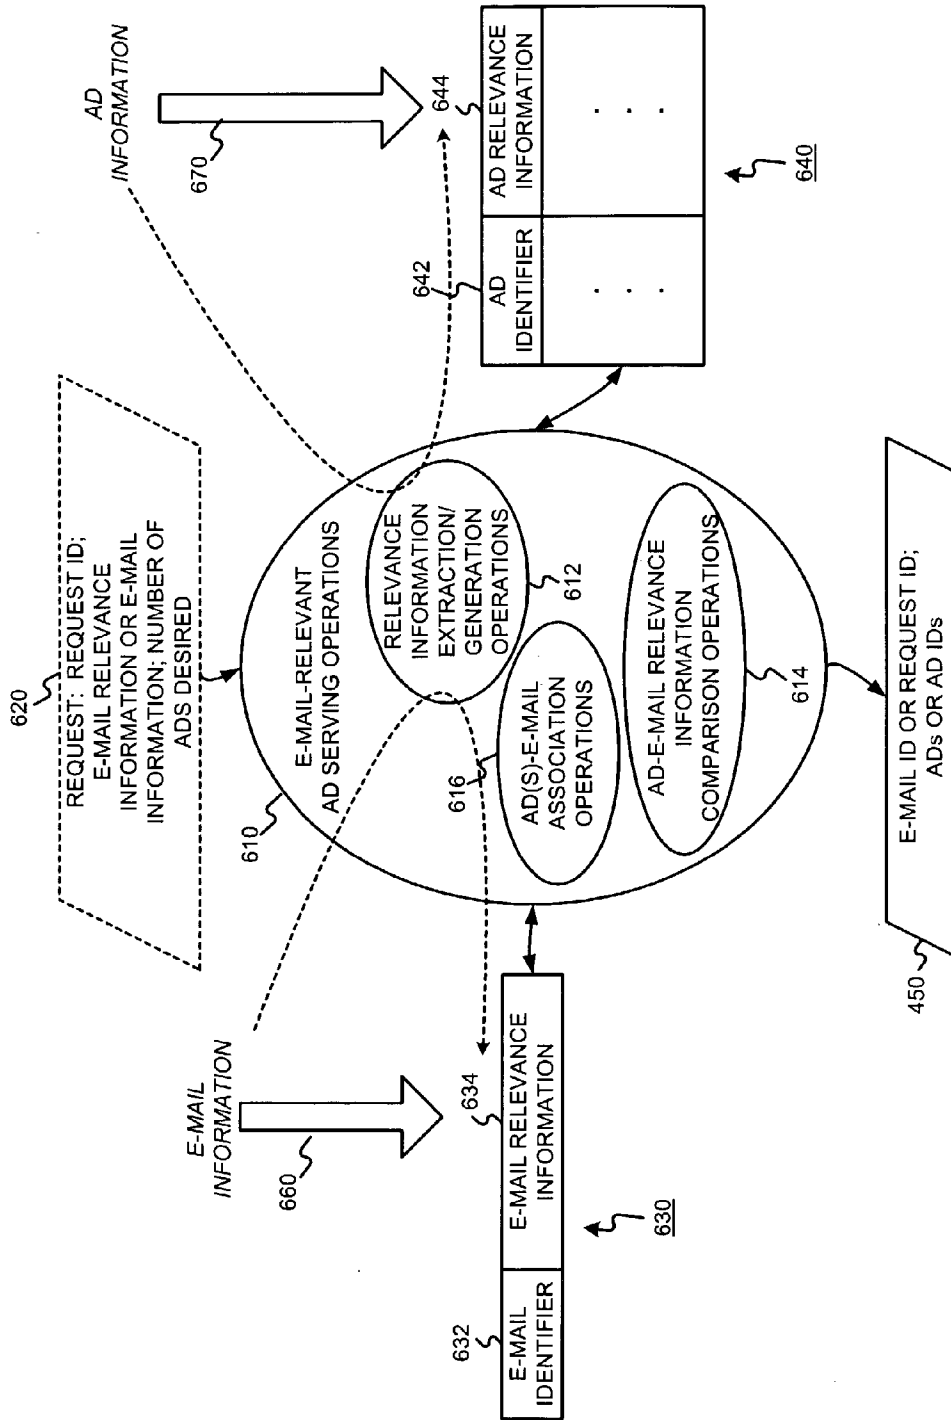 620
REQUEST: REQUEST ID;
E-MAIL RELEVANCE
INFORMATION OR E-MAIL
INFORMATION; NUMBER OF
ADS DESIRED
E-MAIL
INFORMATION
660
AD
INFORMATION
670
610
E-MAIL-RELEVANT
AD SERVING OPERATIONS
RELEVANCE
INFORMATION
EXTRACTION/
GENERATION
OPERATIONS
612
616
AD(S)-E-MAIL
ASSOCIATION
OPERATIONS
AD-E-MAIL RELEVANCE
INFORMATION
COMPARISON OPERATIONS
614
632
634
E-MAIL
IDENTIFIER
E-MAIL RELEVANCE
INFORMATION
630
642
644
AD
IDENTIFIER
AD RELEVANCE
INFORMATION
. . .
. . .
640
450
E-MAIL ID OR REQUEST ID;
ADs OR AD IDs